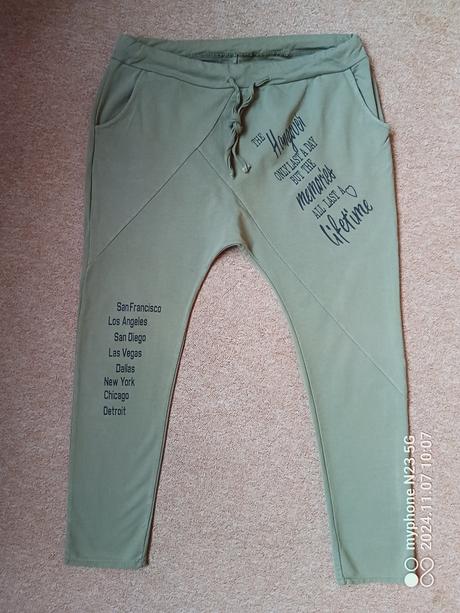 THE
Hangover
ONLY LAST A DAY
BUT THE
memories
ALL LAST A
lifetime
San Francisco
Los Angeles
San Diego
Las Vegas
Dallas
New York
Chicago
Detroit
myphone N23 5G
2024.11.07 10:07